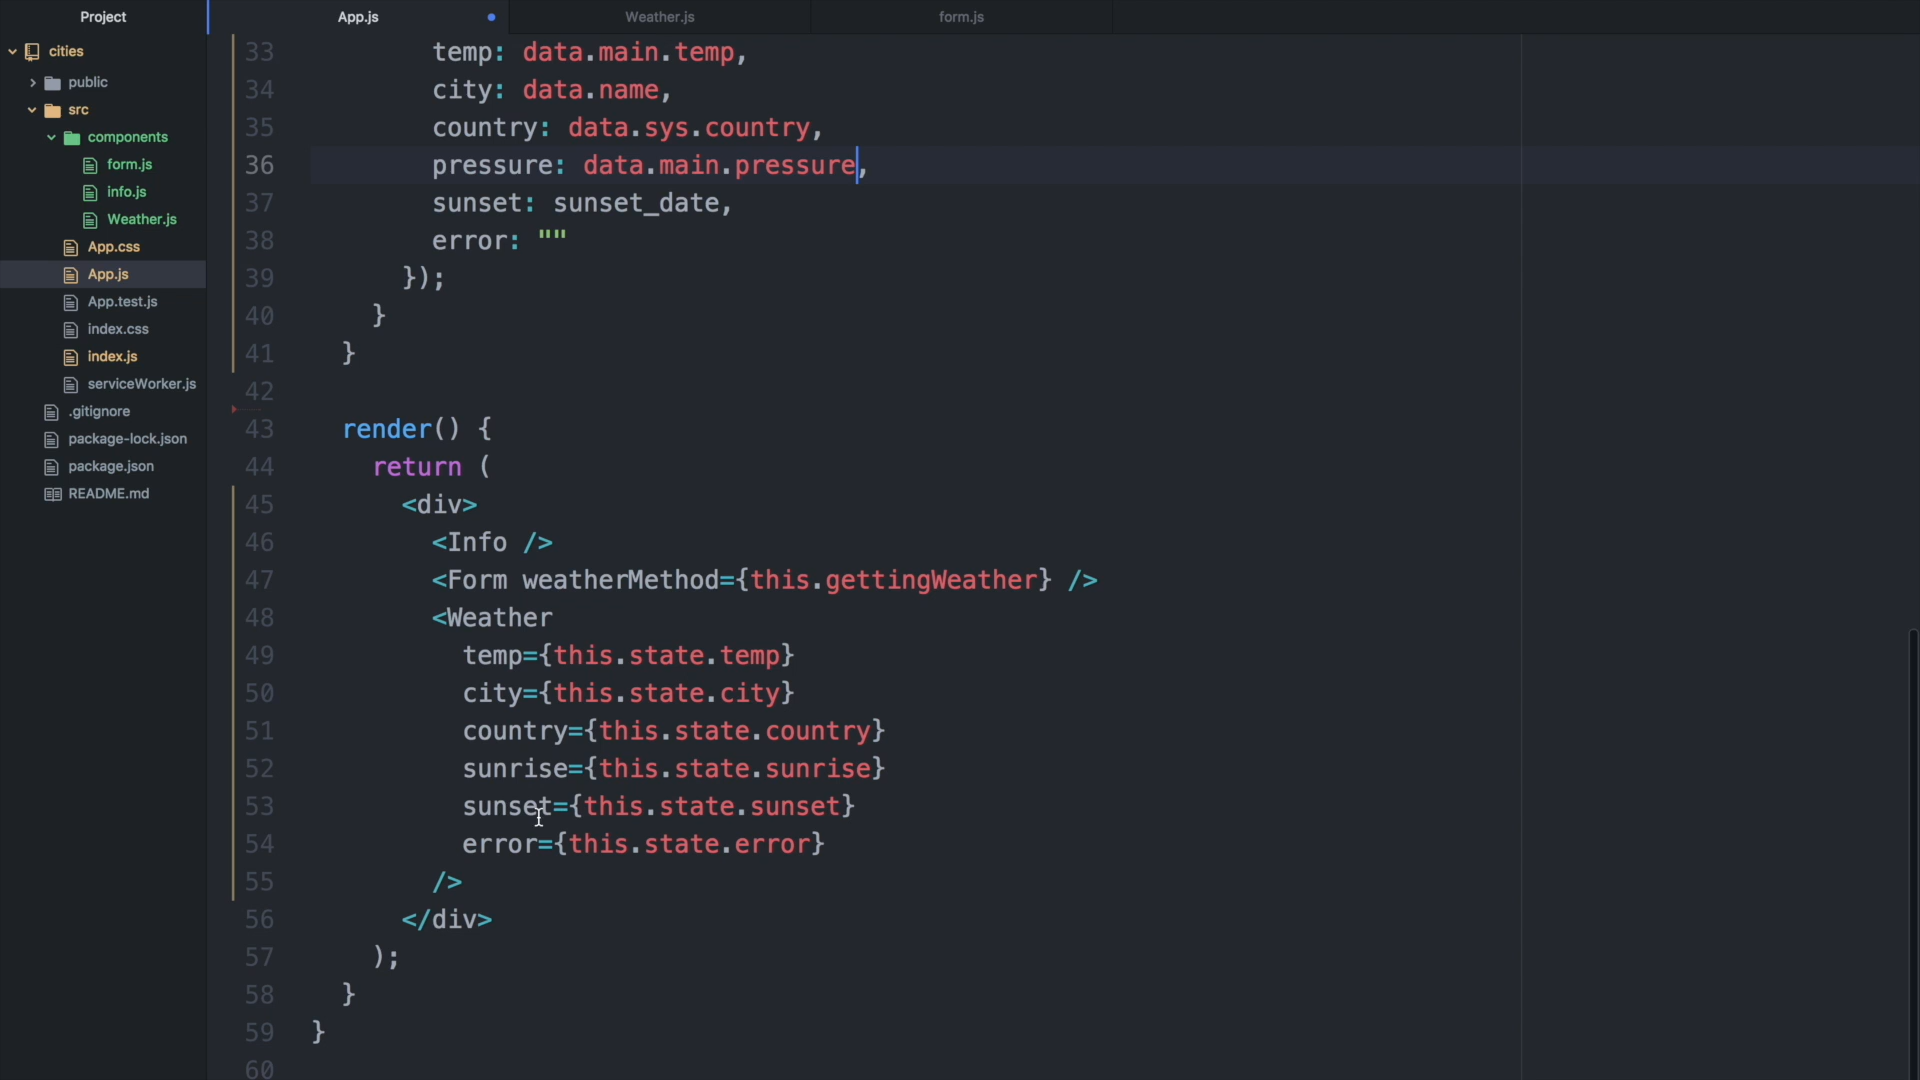 Project
App.js
Weather.js
form.js
cities
public
src
components
form.js
info.js
Weather.js
App.css
App.js
App.test.js
index.css
index.js
serviceWorker.js
.gitignore
package-lock.json
package.json
README.md
33 temp: data.main.temp,
34 city: data.name,
35 country: data.sys.country,
36 pressure: data.main.pressure,
37 sunset: sunset_date,
38 error: ""
39 });
40 }
41 }
42
43 render() {
44 return (
45 <div>
46 <Info />
47 <Form weatherMethod={this.gettingWeather} />
48 <Weather
49 temp={this.state.temp}
50 city={this.state.city}
51 country={this.state.country}
52 sunrise={this.state.sunrise}
53 sunset={this.state.sunset}
54 error={this.state.error}
55 />
56 </div>
57 );
58 }
59 }
60